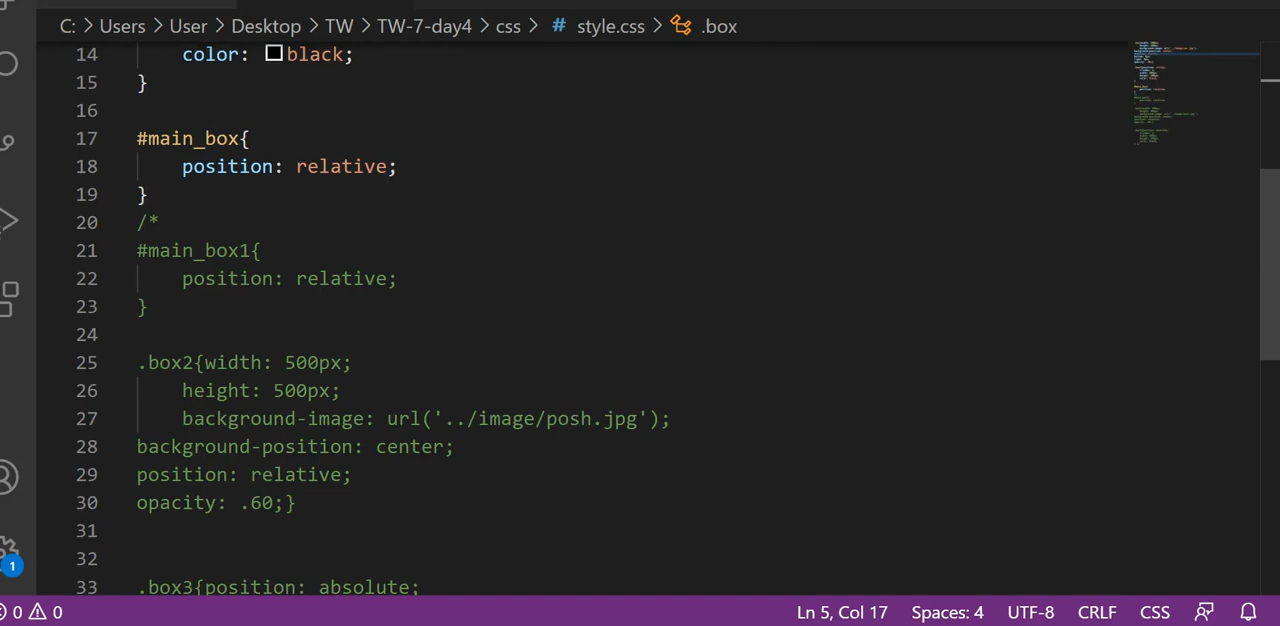 C: > Users > User > Desktop > TW > TW-7-day4 > css > # style.css > .box
14 color: black;
15 }
16
17 #main_box{
18 position: relative;
19 }
20 /*
21 #main_box1{
22 position: relative;
23 }
24
25 .box2{width: 500px;
26 height: 500px;
27 background-image: url('../image/posh.jpg');
28 background-position: center;
29 position: relative;
30 opacity: .60;}
31
32
33 .box3{position: absolute;
1 0 0 Ln 5, Col 17 Spaces: 4 UTF-8 CRLF CSS